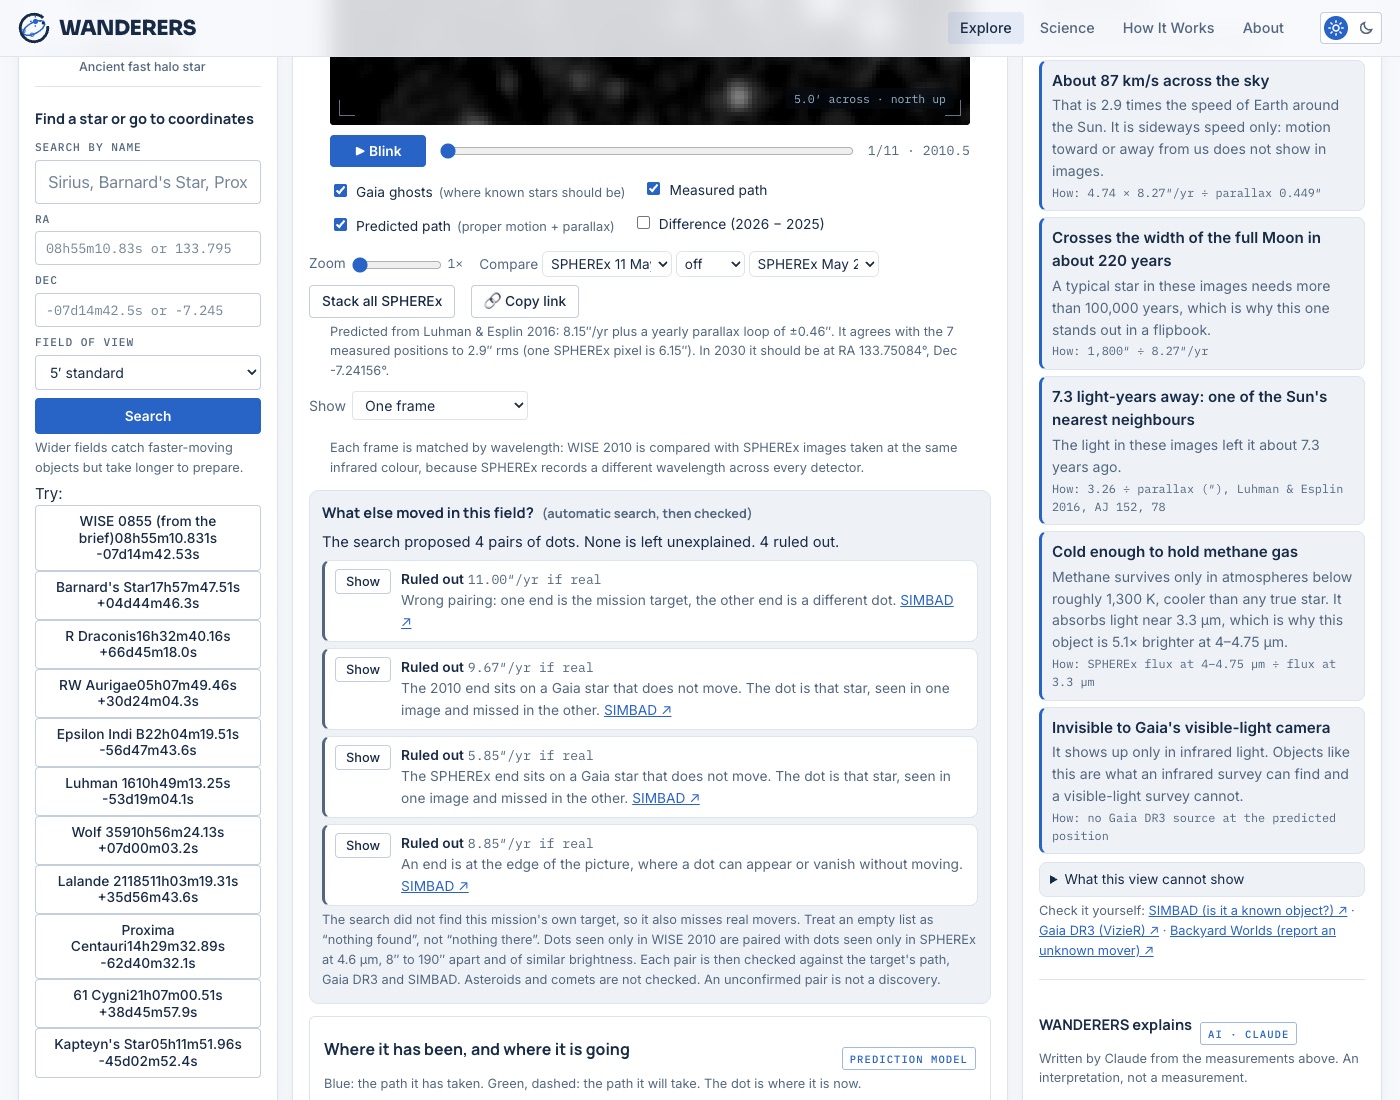 WANDERERS
Explore
Science
How It Works
About
Ancient fast halo star
Find a star or go to coordinates
SEARCH BY NAME
Sirius, Barnard's Star, Prox
RA
08h55m10.83s or 133.795
DEC
-07d14m42.5s or -7.245
FIELD OF VIEW
5′ standard
Search
Wider fields catch faster-moving
objects but take longer to prepare.
Try:
WISE 0855 (from the
brief)08h55m10.831s
-07d14m42.53s
Barnard's Star17h57m47.51s
+04d44m46.3s
R Draconis16h32m40.16s
+66d45m18.0s
RW Aurigae05h07m49.46s
+30d24m04.3s
Epsilon Indi B22h04m19.51s
-56d47m43.6s
Luhman 1610h49m13.25s
-53d19m04.1s
Wolf 35910h56m24.13s
+07d00m03.2s
Lalande 2118511h03m19.31s
+35d56m43.6s
Proxima
Centauri14h29m32.89s
-62d40m32.1s
61 Cygni21h07m00.51s
+38d45m57.9s
Kapteyn's Star05h11m51.96s
-45d02m52.4s
5.0′ across · north up
▶ Blink
1/11 · 2010.5
Gaia ghosts (where known stars should be)
Measured path
Predicted path (proper motion + parallax)
Difference (2026 − 2025)
Zoom
1×
Compare
SPHEREx 11 May
off
SPHEREx May 2
Stack all SPHEREx
🔗 Copy link
Predicted from Luhman & Esplin 2016: 8.15″/yr plus a yearly parallax loop of ±0.46″. It agrees with the 7
measured positions to 2.9″ rms (one SPHEREx pixel is 6.15″). In 2030 it should be at RA 133.75084°, Dec
-7.24156°.
Show
One frame
Each frame is matched by wavelength: WISE 2010 is compared with SPHEREx images taken at the same
infrared colour, because SPHEREx records a different wavelength across every detector.
What else moved in this field? (automatic search, then checked)
The search proposed 4 pairs of dots. None is left unexplained. 4 ruled out.
Show
Ruled out 11.00″/yr if real
Wrong pairing: one end is the mission target, the other end is a different dot. SIMBAD
↗
Show
Ruled out 9.67″/yr if real
The 2010 end sits on a Gaia star that does not move. The dot is that star, seen in one
image and missed in the other. SIMBAD ↗
Show
Ruled out 5.85″/yr if real
The SPHEREx end sits on a Gaia star that does not move. The dot is that star, seen in
one image and missed in the other. SIMBAD ↗
Show
Ruled out 8.85″/yr if real
An end is at the edge of the picture, where a dot can appear or vanish without moving.
SIMBAD ↗
The search did not find this mission's own target, so it also misses real movers. Treat an empty list as
“nothing found”, not “nothing there”. Dots seen only in WISE 2010 are paired with dots seen only in SPHEREx
at 4.6 µm, 8″ to 190″ apart and of similar brightness. Each pair is then checked against the target's path,
Gaia DR3 and SIMBAD. Asteroids and comets are not checked. An unconfirmed pair is not a discovery.
Where it has been, and where it is going
PREDICTION MODEL
Blue: the path it has taken. Green, dashed: the path it will take. The dot is where it is now.
About 87 km/s across the sky
That is 2.9 times the speed of Earth around
the Sun. It is sideways speed only: motion
toward or away from us does not show in
images.
How: 4.74 × 8.27″/yr ÷ parallax 0.449″
Crosses the width of the full Moon in
about 220 years
A typical star in these images needs more
than 100,000 years, which is why this one
stands out in a flipbook.
How: 1,800″ ÷ 8.27″/yr
7.3 light-years away: one of the Sun's
nearest neighbours
The light in these images left it about 7.3
years ago.
How: 3.26 ÷ parallax (″), Luhman & Esplin
2016, AJ 152, 78
Cold enough to hold methane gas
Methane survives only in atmospheres below
roughly 1,300 K, cooler than any true star. It
absorbs light near 3.3 µm, which is why this
object is 5.1× brighter at 4–4.75 µm.
How: SPHEREx flux at 4–4.75 µm ÷ flux at
3.3 µm
Invisible to Gaia's visible-light camera
It shows up only in infrared light. Objects like
this are what an infrared survey can find and
a visible-light survey cannot.
How: no Gaia DR3 source at the predicted
position
▶ What this view cannot show
Check it yourself: SIMBAD (is it a known object?) ↗ ·
Gaia DR3 (VizieR) ↗ · Backyard Worlds (report an
unknown mover) ↗
WANDERERS explains
AI · CLAUDE
Written by Claude from the measurements above. An
interpretation, not a measurement.